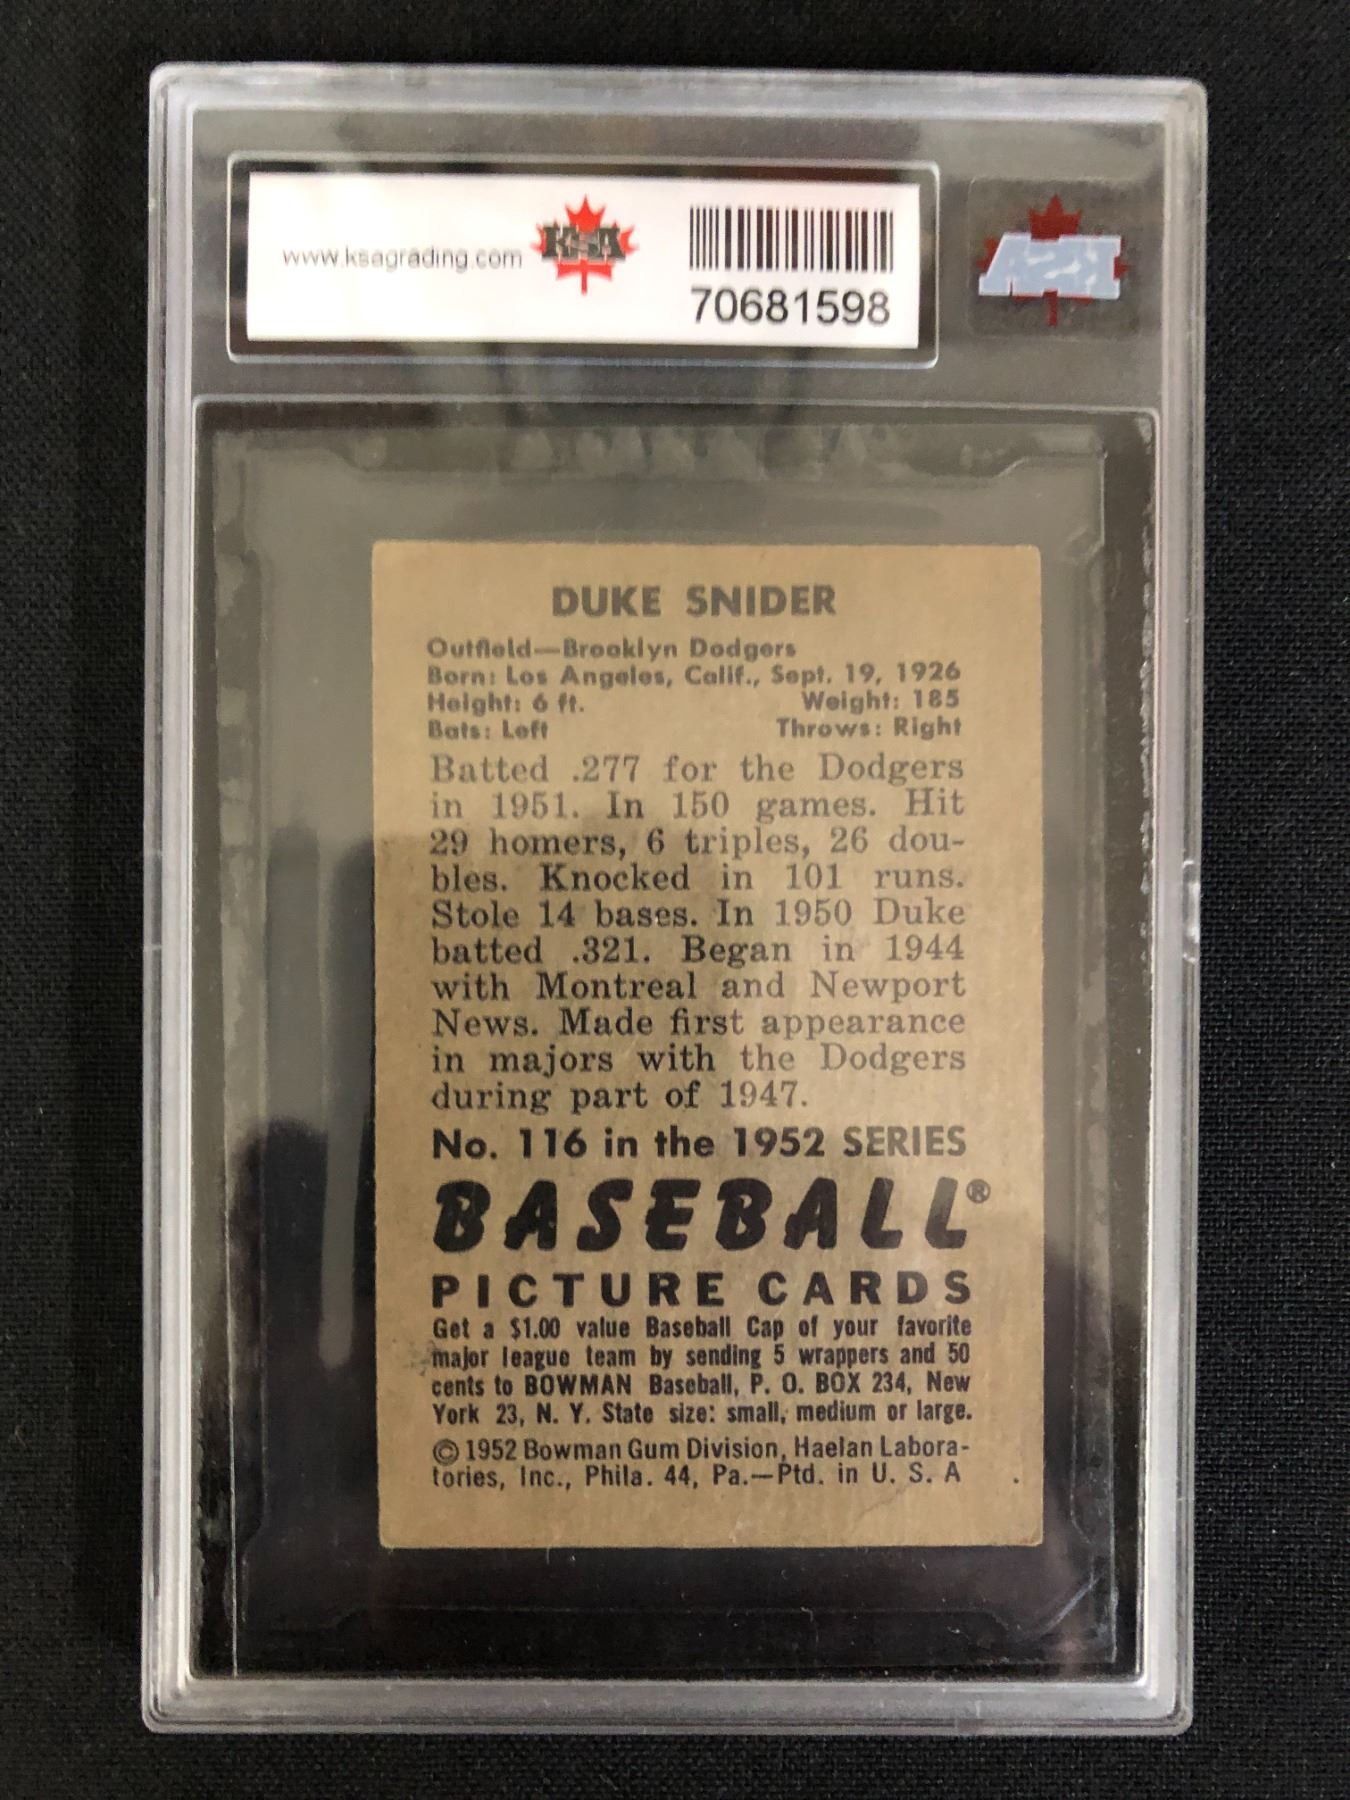 www.ksagrading.com
KSA
70681598
KSA
DUKE SNIDER
Outfield—Brooklyn Dodgers
Born: Los Angeles, Calif., Sept. 19, 1926
Height: 6 ft. Weight: 185
Bats: Left Throws: Right
Batted .277 for the Dodgers
in 1951. In 150 games. Hit
29 homers, 6 triples, 26 dou-
bles. Knocked in 101 runs.
Stole 14 bases. In 1950 Duke
batted .321. Began in 1944
with Montreal and Newport
News. Made first appearance
in majors with the Dodgers
during part of 1947.
No. 116 in the 1952 SERIES
BASEBALL®
PICTURE CARDS
Get a $1.00 value Baseball Cap of your favorite
major league team by sending 5 wrappers and 50
cents to BOWMAN Baseball, P. O. BOX 234, New
York 23, N. Y. State size: small, medium or large.
© 1952 Bowman Gum Division, Haelan Labora-
tories, Inc., Phila. 44, Pa.—Ptd. in U. S. A .